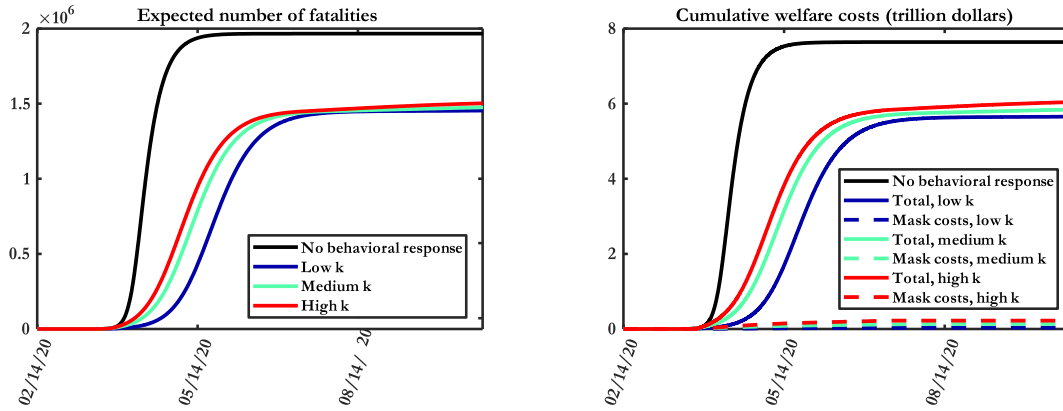 Expected number of fatalities
×10⁶
2
1.5
1
0.5
0
No behavioral response
Low k
Medium k
High k
02/14/20
05/14/20
08/14/ 20
Cumulative welfare costs (trillion dollars)
8
6
4
2
0
No behavioral response
Total, low k
Mask costs, low k
Total, medium k
Mask costs, medium k
Total, high k
Mask costs, high k
02/14/20
05/14/20
08/14/20